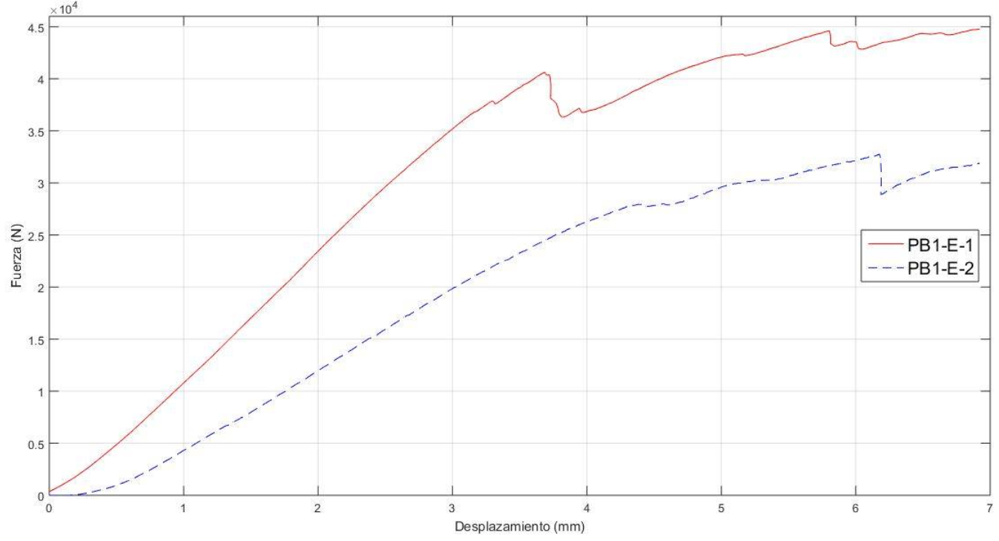 ×10⁴
4.5
4
3.5
3
2.5
2
1.5
1
0.5
0
Fuerza (N)
PB1-E-1
PB1-E-2
0 1 2 3 4 5 6 7
Desplazamiento (mm)